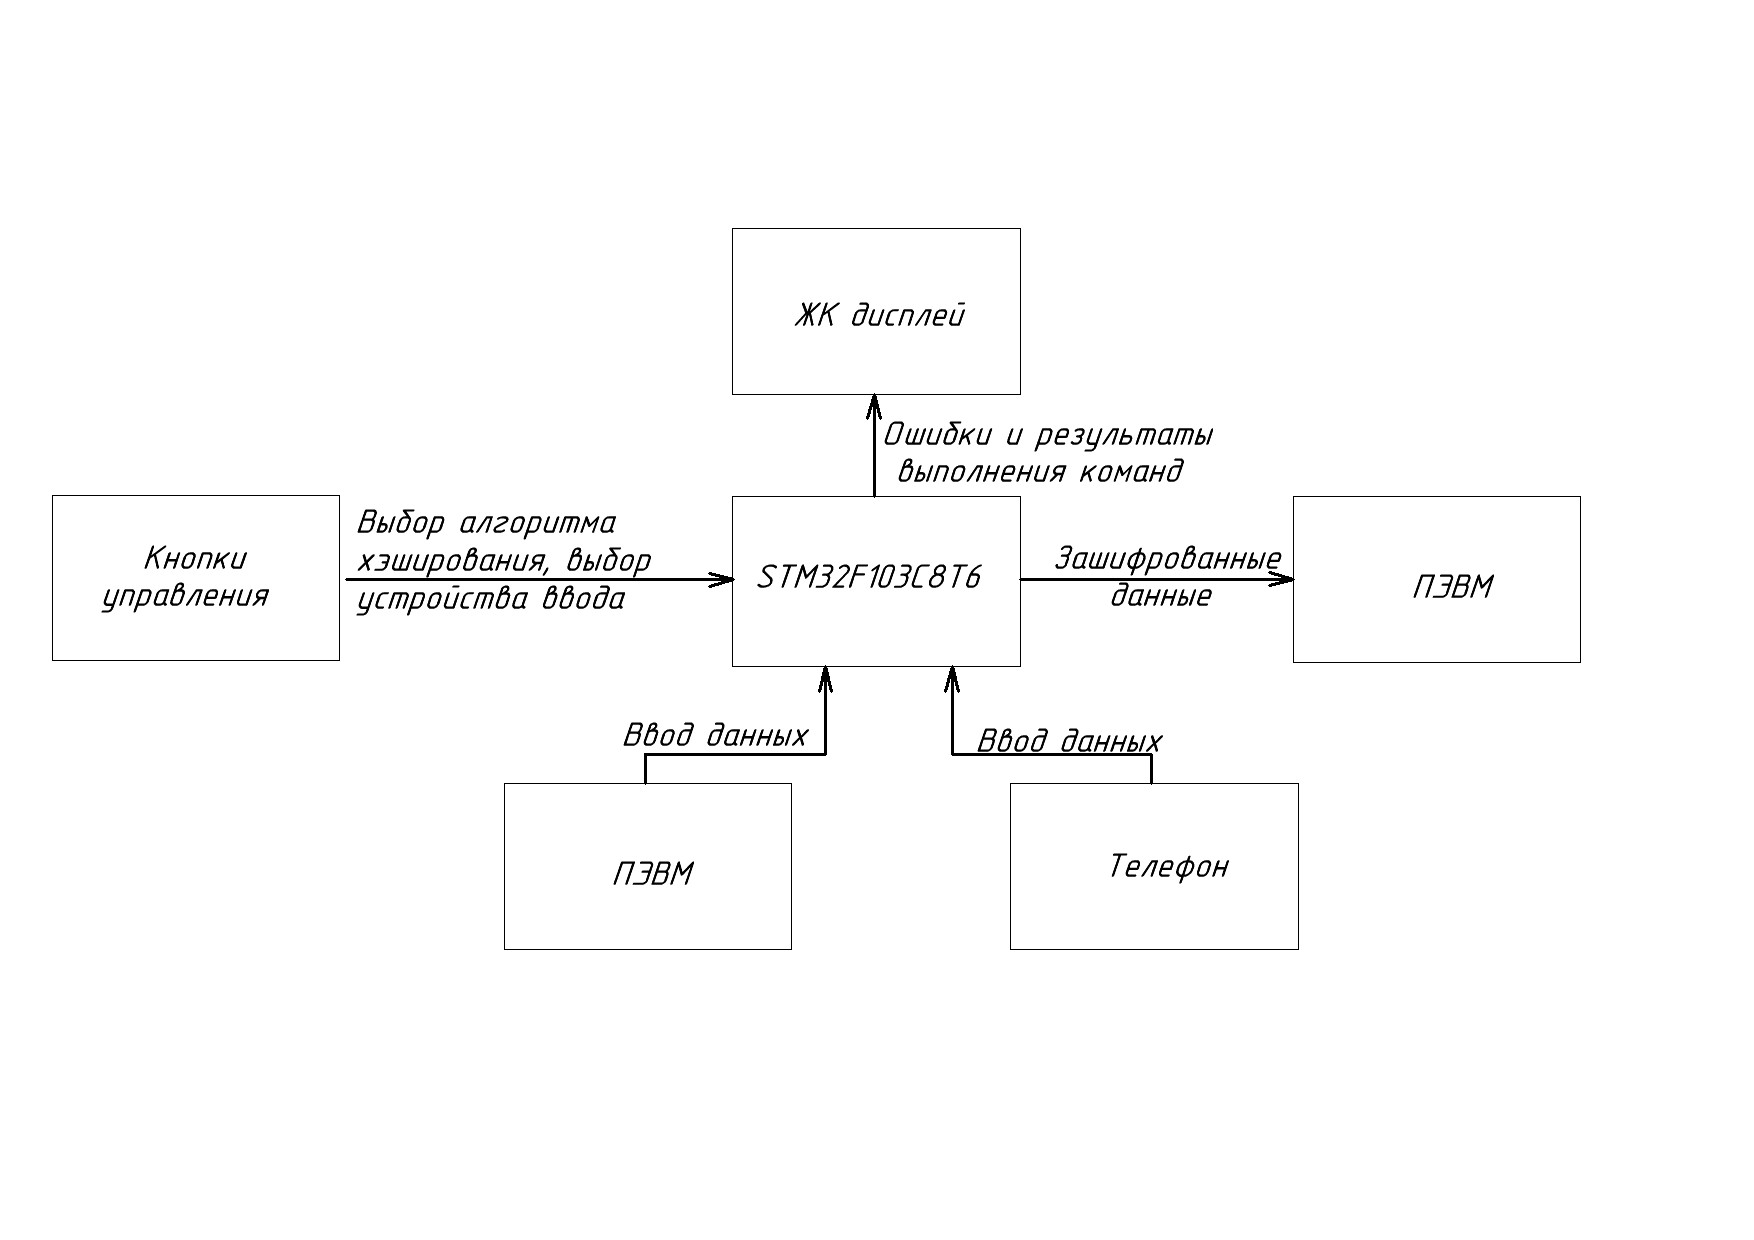 ЖК дисплей
Ошибки и результаты
выполнения команд
Кнопки
управления
Выбор алгоритма
хэширования, выбор
устройства ввода
STM32F103C8T6
Зашифрованные
данные
ПЭВМ
Ввод данных
Ввод данных
ПЭВМ
Телефон